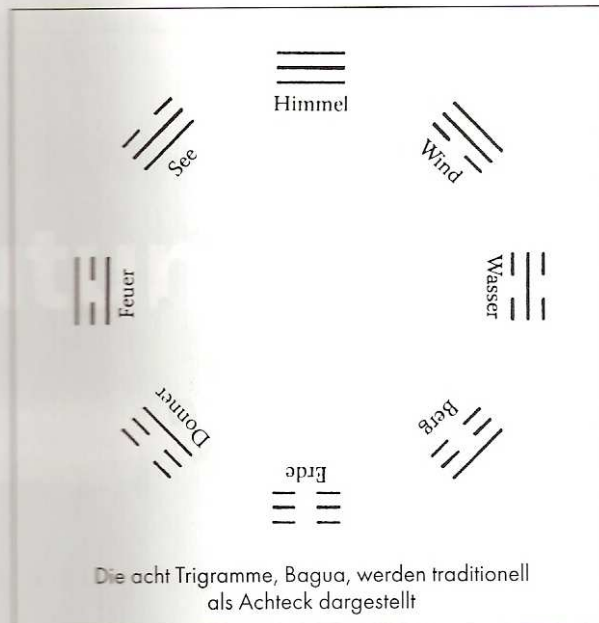 Himmel
Wind
Wasser
Berg
Erde
Donner
Feuer
See
Die acht Trigramme, Bagua, werden traditionell
als Achteck dargestellt